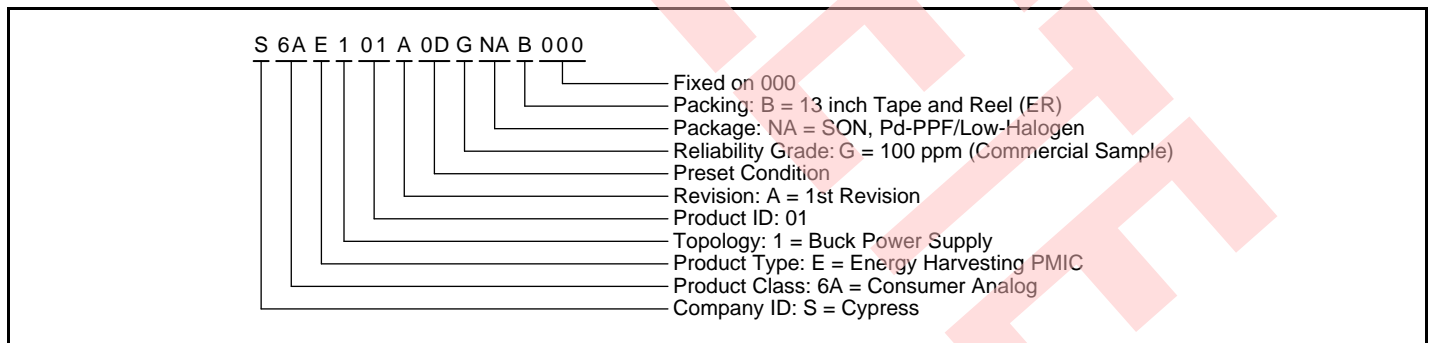 S 6A E 1 01 A 0D G NA B 000
Fixed on 000
Packing: B = 13 inch Tape and Reel (ER)
Package: NA = SON, Pd-PPF/Low-Halogen
Reliability Grade: G = 100 ppm (Commercial Sample)
Preset Condition
Revision: A = 1st Revision
Product ID: 01
Topology: 1 = Buck Power Supply
Product Type: E = Energy Harvesting PMIC
Product Class: 6A = Consumer Analog
Company ID: S = Cypress